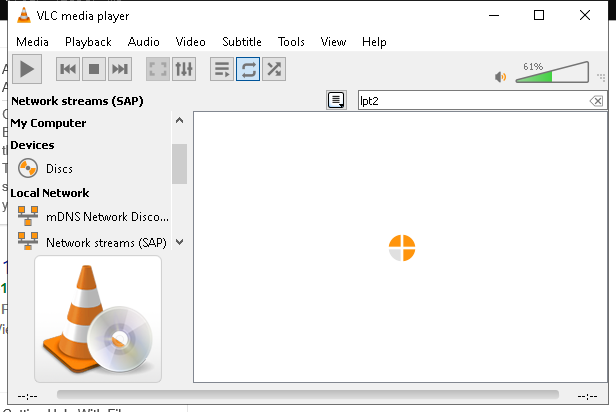 VLC media player
Media Playback Audio Video Subtitle Tools View Help
61%
Network streams (SAP)
lpt2
My Computer
Devices
Discs
Local Network
mDNS Network Disco...
Network streams (SAP)
--:--
--:--